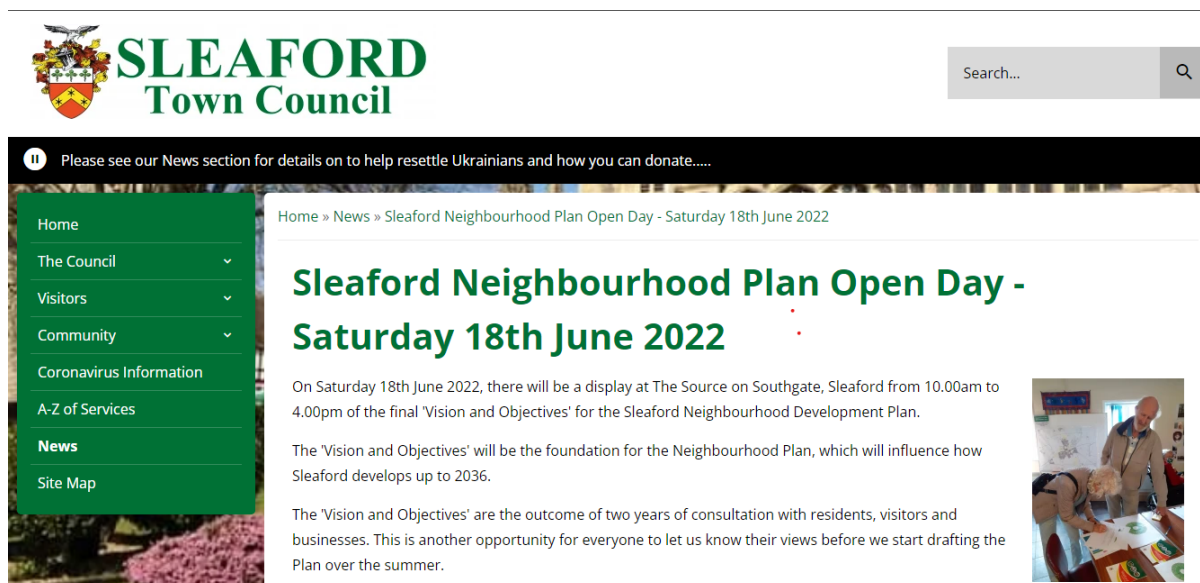 SLEAFORD
Town Council
Search...
Please see our News section for details on to help resettle Ukrainians and how you can donate.....
Home
The Council
Visitors
Community
Coronavirus Information
A-Z of Services
News
Site Map
Home » News » Sleaford Neighbourhood Plan Open Day - Saturday 18th June 2022
Sleaford Neighbourhood Plan Open Day -
Saturday 18th June 2022
On Saturday 18th June 2022, there will be a display at The Source on Southgate, Sleaford from 10.00am to
4.00pm of the final 'Vision and Objectives' for the Sleaford Neighbourhood Development Plan.
The 'Vision and Objectives' will be the foundation for the Neighbourhood Plan, which will influence how
Sleaford develops up to 2036.
The 'Vision and Objectives' are the outcome of two years of consultation with residents, visitors and
businesses. This is another opportunity for everyone to let us know their views before we start drafting the
Plan over the summer.